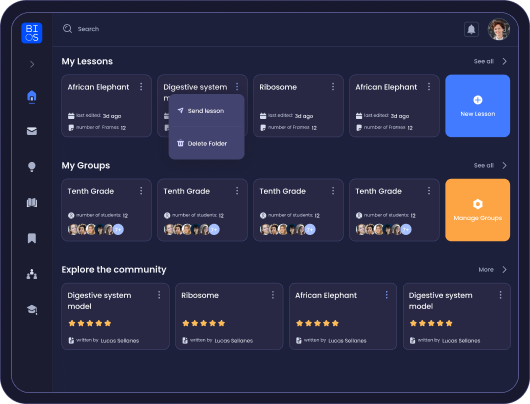 BI
OS
Search
My Lessons
See all
African Elephant
last edited: 3d ago
number of Frames: 12
Digestive system
Send lesson
Delete Folder
Ribosome
last edited: 3d ago
number of Frames: 12
African Elephant
last edited: 3d ago
number of Frames: 12
New Lesson
My Groups
See all
Tenth Grade
number of students: 12
Tenth Grade
number of students: 12
Tenth Grade
number of students: 12
Tenth Grade
number of students: 12
Manage Groups
Explore the community
More
Digestive system
model
written by Lucas Sellanes
Ribosome
written by Lucas Sellanes
African Elephant
written by Lucas Sellanes
Digestive system
model
written by Lucas Sellanes